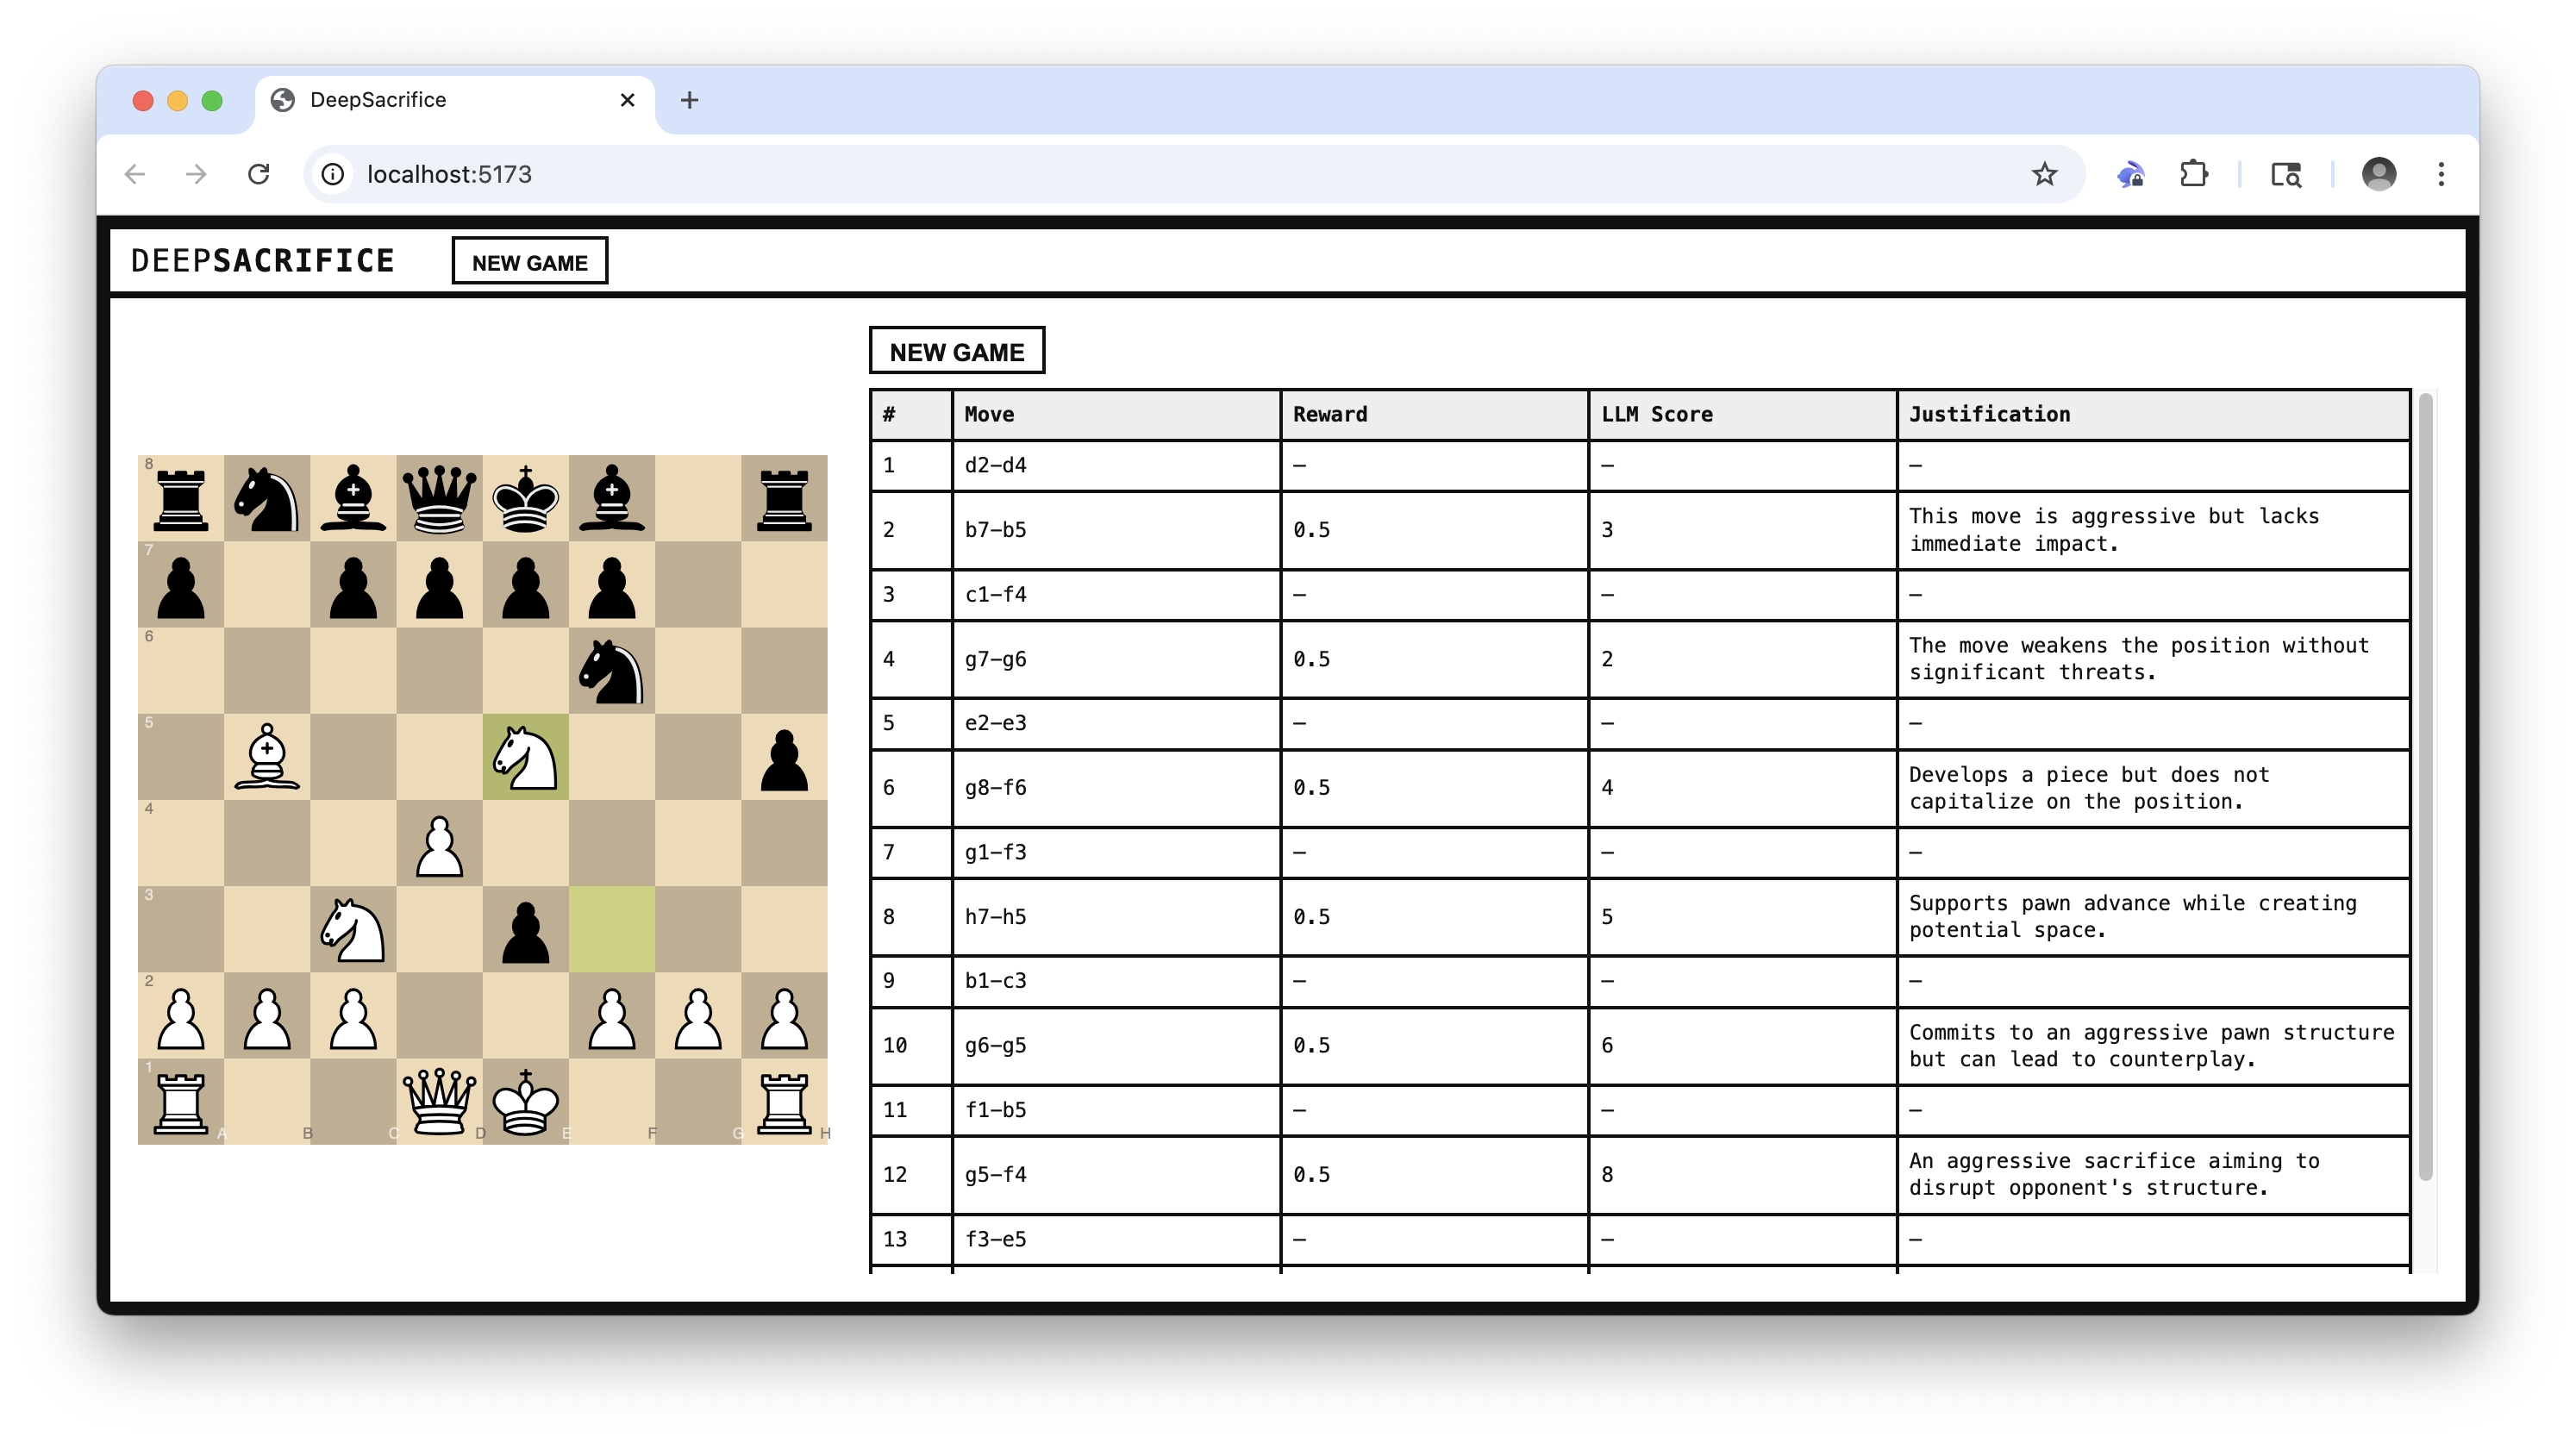 DeepSacrifice
localhost:5173
DEEPSACRIFICE
NEW GAME
NEW GAME
# Move Reward LLM Score Justification
1 d2–d4 – – –
2 b7–b5 0.5 3 This move is aggressive but lacks
immediate impact.
3 c1–f4 – – –
4 g7–g6 0.5 2 The move weakens the position without
significant threats.
5 e2–e3 – – –
6 g8–f6 0.5 4 Develops a piece but does not
capitalize on the position.
7 g1–f3 – – –
8 h7–h5 0.5 5 Supports pawn advance while creating
potential space.
9 b1–c3 – – –
10 g6–g5 0.5 6 Commits to an aggressive pawn structure
but can lead to counterplay.
11 f1–b5 – – –
12 g5–f4 0.5 8 An aggressive sacrifice aiming to
disrupt opponent's structure.
13 f3–e5 – – –
8
7
6
5
4
3
2
1
A B C D E F G H